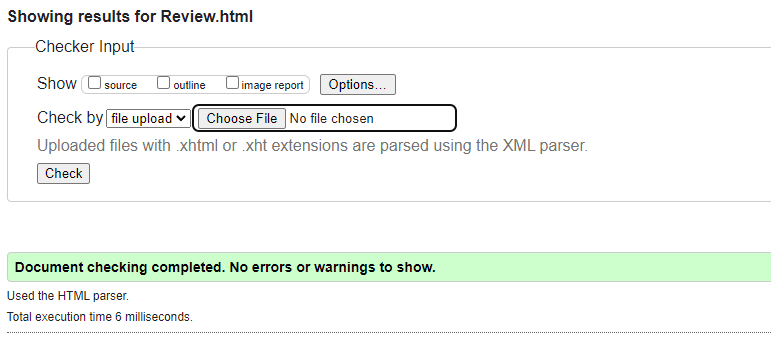 Showing results for Review.html
Checker Input
Show source outline image report Options...
Check by file upload Choose File No file chosen
Uploaded files with .xhtml or .xht extensions are parsed using the XML parser.
Check
Document checking completed. No errors or warnings to show.
Used the HTML parser.
Total execution time 6 milliseconds.